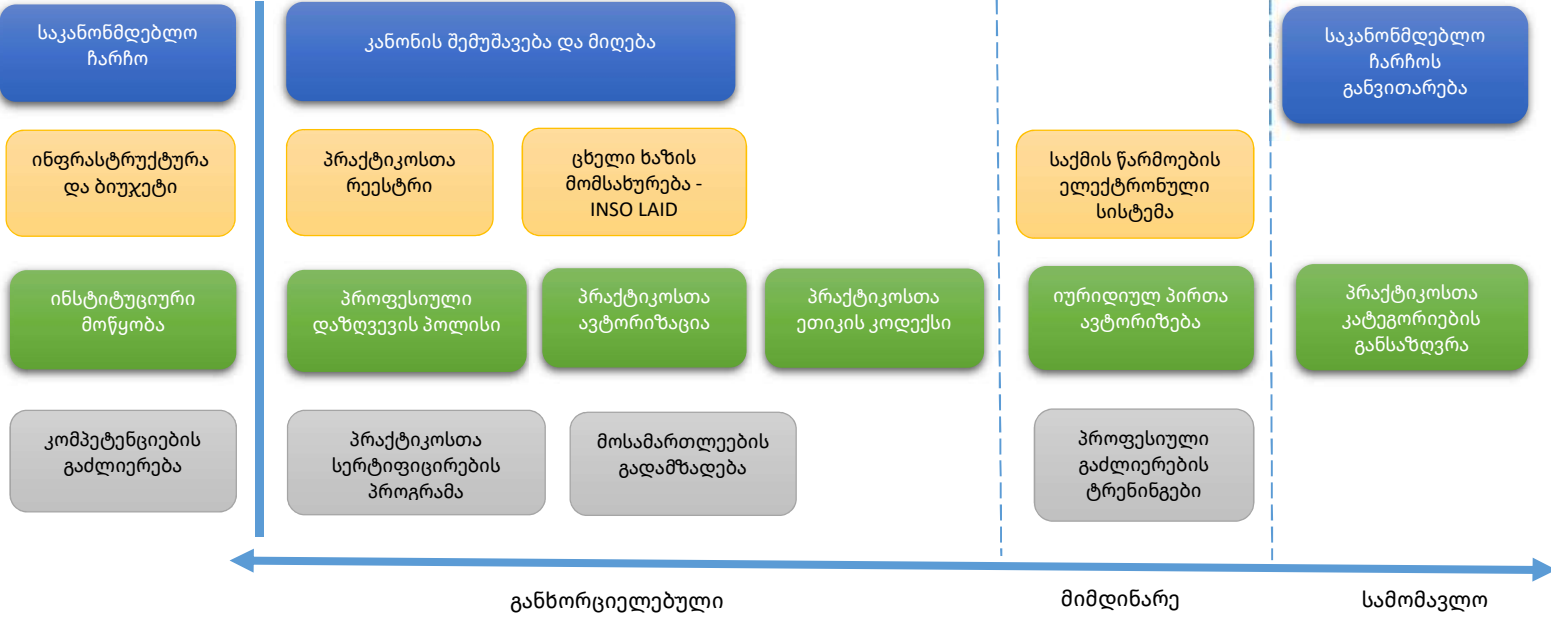 საკანონმდებლო
ჩარჩო
კანონის შემუშავება და მიღება
საკანონმდებლო
ჩარჩოს
განვითარება
ინფრასტრუქტურა
და ბიუჯეტი
პრაქტიკოსთა
რეესტრი
ცხელი ხაზის
მომსახურება -
INSO LAID
საქმის წარმოების
ელექტრონული
სისტემა
ინსტიტუციური
მოწყობა
პროფესიული
დაზღვევის პოლისი
პრაქტიკოსთა
ავტორიზაცია
პრაქტიკოსთა
ეთიკის კოდექსი
იურიდიულ პირთა
ავტორიზება
პრაქტიკოსთა
კატეგორიების
განსაზღვრა
კომპეტენციების
გაძლიერება
პრაქტიკოსთა
სერტიფიცირების
პროგრამა
მოსამართლეების
გადამზადება
პროფესიული
გაძლიერების
ტრენინგები
განხორციელებული
მიმდინარე
სამომავლო